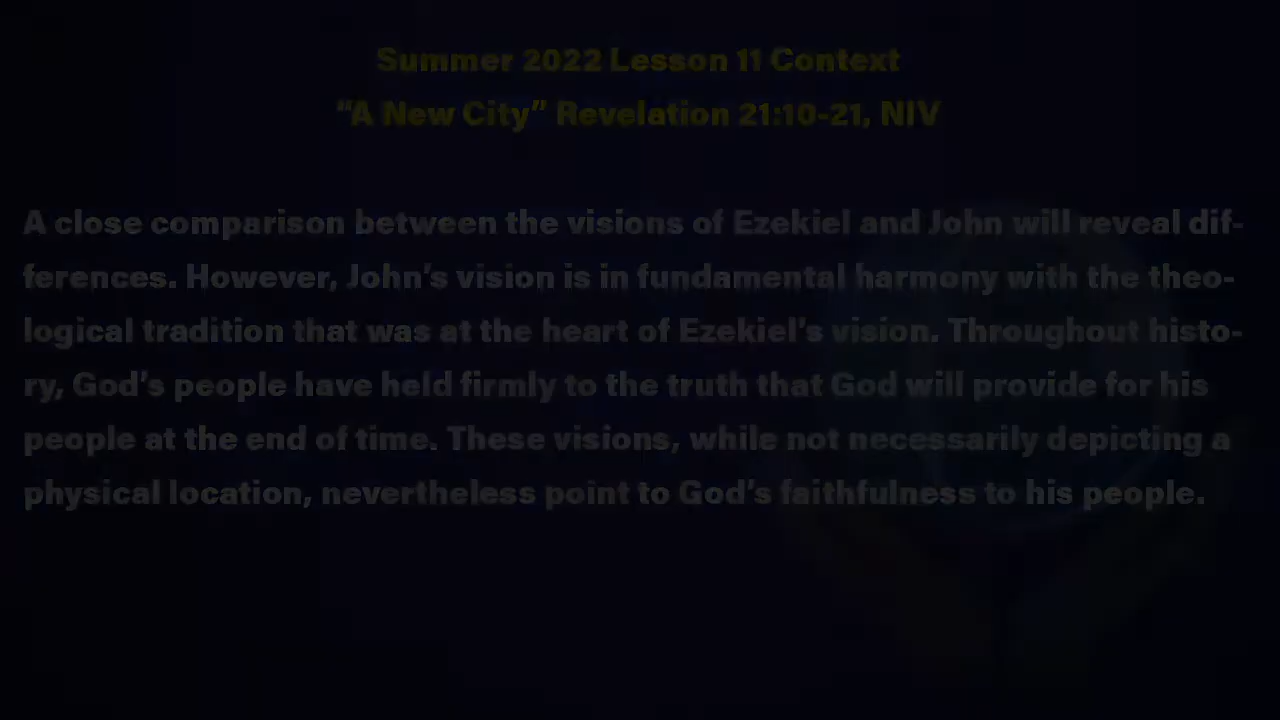 Summer 2022 Lesson 11 Context
“A New City” Revelation 21:10-21, NIV
A close comparison between the visions of Ezekiel and John will reveal dif-
ferences. However, John’s vision is in fundamental harmony with the theo-
logical tradition that was at the heart of Ezekiel’s vision. Throughout histo-
ry, God’s people have held firmly to the truth that God will provide for his
people at the end of time. These visions, while not necessarily depicting a
physical location, nevertheless point to God’s faithfulness to his people.